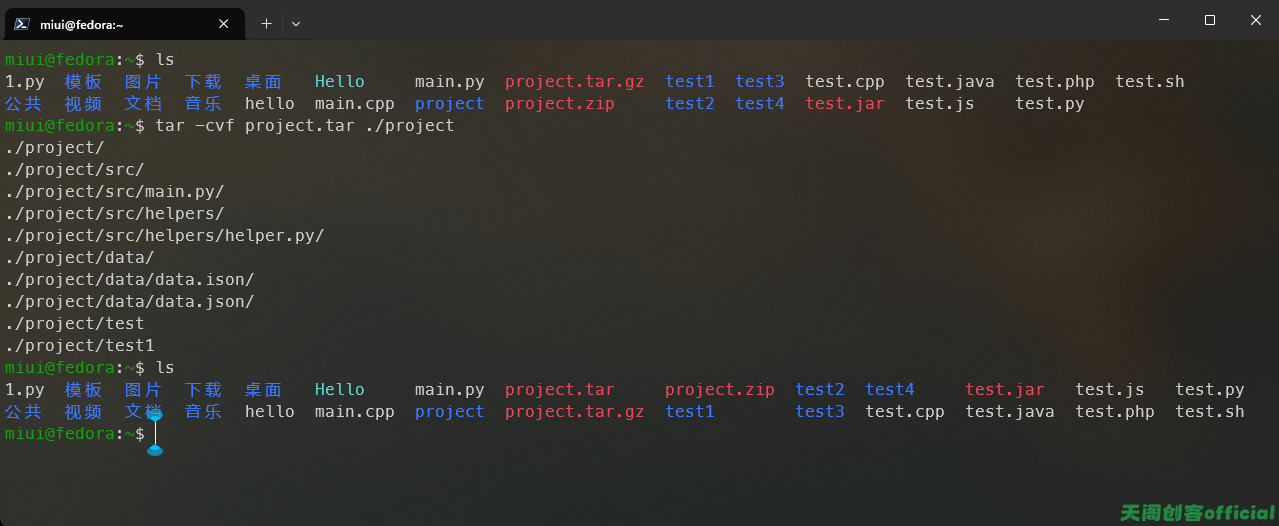 miui@fedora:~
miui@fedora:~$ ls
1.py 模板 图片 下载 桌面 Hello main.py project.tar.gz test1 test3 test.cpp test.java test.php test.sh
公共 视频 文档 音乐 hello main.cpp project project.zip test2 test4 test.jar test.js test.py
miui@fedora:~$ tar -cvf project.tar ./project
./project/
./project/src/
./project/src/main.py/
./project/src/helpers/
./project/src/helpers/helper.py/
./project/data/
./project/data/data.ison/
./project/data/data.json/
./project/test
./project/test1
miui@fedora:~$ ls
1.py 模板 图片 下载 桌面 Hello main.py project.tar project.zip test2 test4 test.jar test.js test.py
公共 视频 文档 音乐 hello main.cpp project project.tar.gz test1 test3 test.cpp test.java test.php test.sh
miui@fedora:~$
天阁创客official